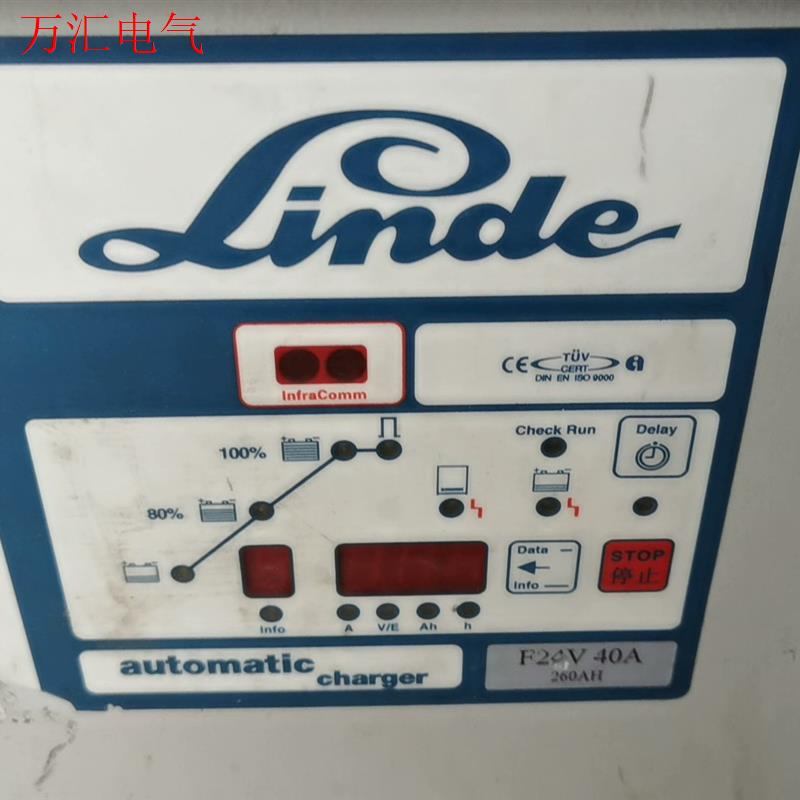 万汇电气
Linde
InfraComm
CE TÜV CERT
DIN EN ISO 9000
Check Run
Delay
100%
80%
Data
Info
STOP
停止
Info
A V/E Ah h
automatic charger
F24V 40A
260AH